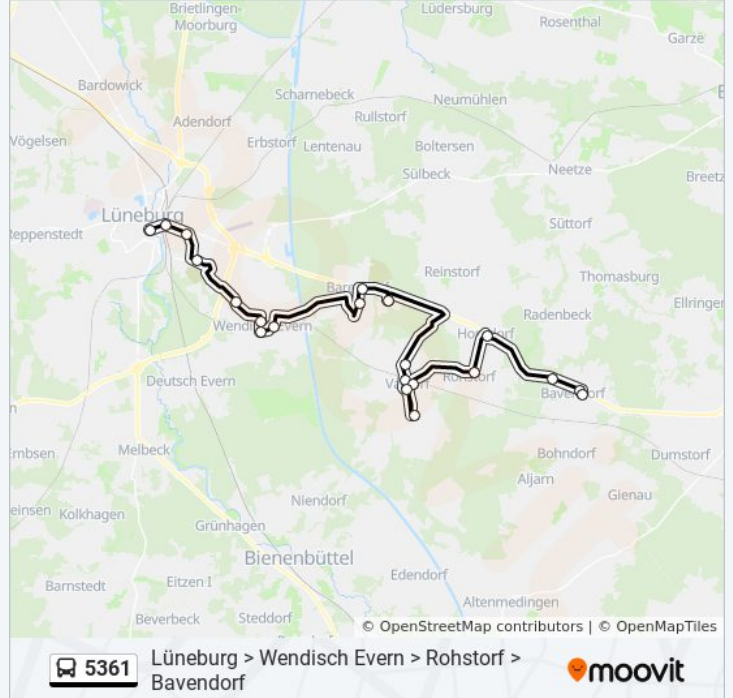 Brietlingen-
Moorburg
Lüdersburg
Rosenthal
Garze
Bardowick
Scharnebeck
Neumühlen
Rullstorf
Adendorf
Vögelsen
Erbstorf
Lentenau
Boltersen
Neetze
Sülbeck
Breetz
Lüneburg
Süttorf
Reppenstedt
Reinstorf
Thomasburg
Radenbeck
Ellringen
Wendisch Evern
Deutsch Evern
Rohstorf
Bavendorf
Melbeck
Embsen
Bohndorf
Dumstorf
Aljarn
Gienau
Niendorf
einsen
Kolkhagen
Grünhagen
Bienenbüttel
Edendorf
Eitzen I
Barnstedt
Altenmedingen
Beverbeck
Steddorf
© OpenStreetMap contributors | © OpenMapTiles
5361
Lüneburg > Wendisch Evern > Rohstorf >
Bavendorf
moovit